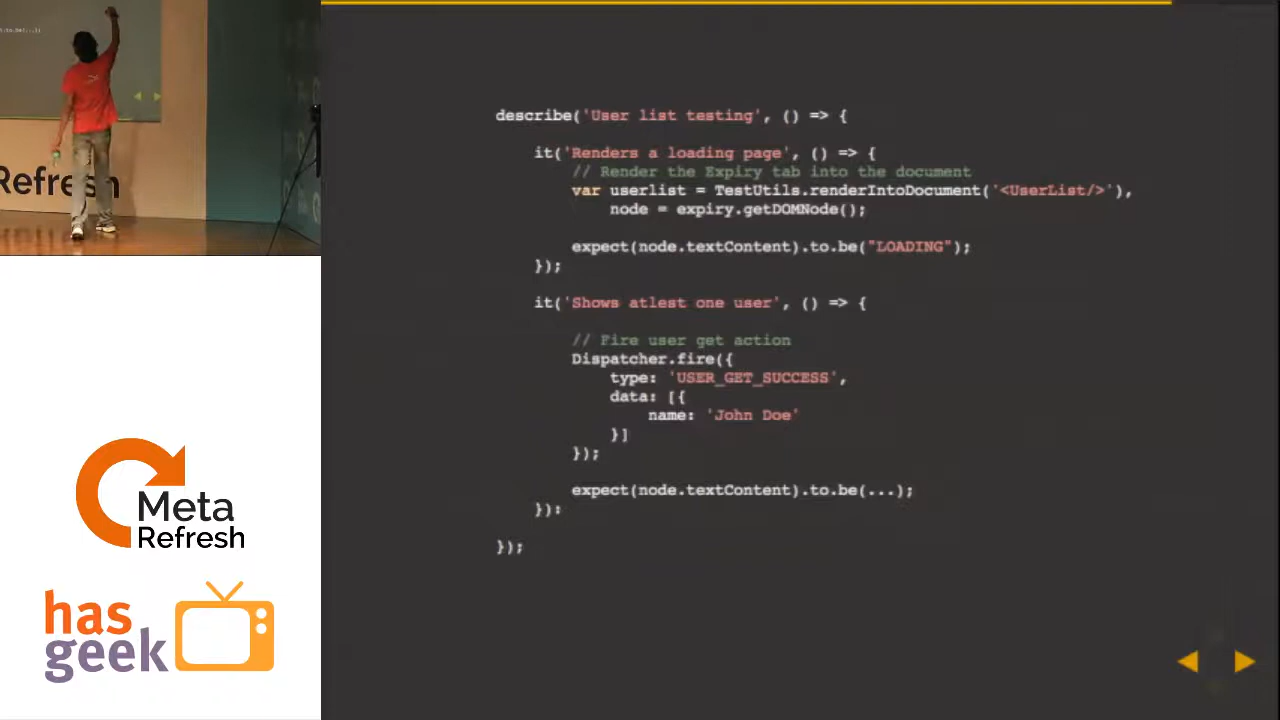 Refresh
describe('User list testing', () => {
it('Renders a loading page', () => {
// Render the Expiry tab into the document
var userlist = TestUtils.renderIntoDocument('<UserList/>'),
node = expiry.getDOMNode();
expect(node.textContent).to.be("LOADING");
});
it('Shows atlest one user', () => {
// Fire user get action
Dispatcher.fire({
type: 'USER_GET_SUCCESS',
data: [{
name: 'John Doe'
}]
});
expect(node.textContent).to.be(...);
}):
});
Meta
Refresh
has
geek